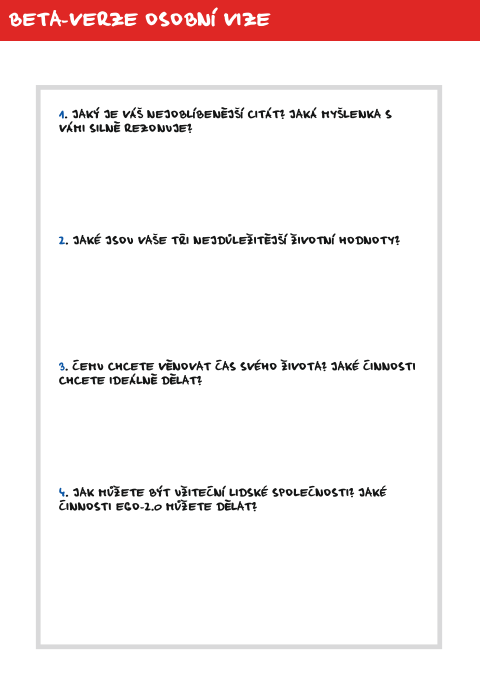 BETA-VERZE OSOBNÍ VIZE
1. JAKÝ JE VÁŠ NEJOBLÍBENĚJŠÍ CITÁT? JAKÁ MYŠLENKA S
VÁMI SILNĚ REZONUJE?
2. JAKÉ JSOU VAŠE TŘI NEJDŮLEŽITĚJŠÍ ŽIVOTNÍ HODNOTY?
3. ČEMU CHCETE VĚNOVAT ČAS SVÉHO ŽIVOTA? JAKÉ ČINNOSTI
CHCETE IDEÁLNĚ DĚLAT?
4. JAK MŮŽETE BÝT UŽITEČNÍ LIDSKÉ SPOLEČNOSTI? JAKÉ
ČINNOSTI EGO-2.0 MŮŽETE DĚLAT?